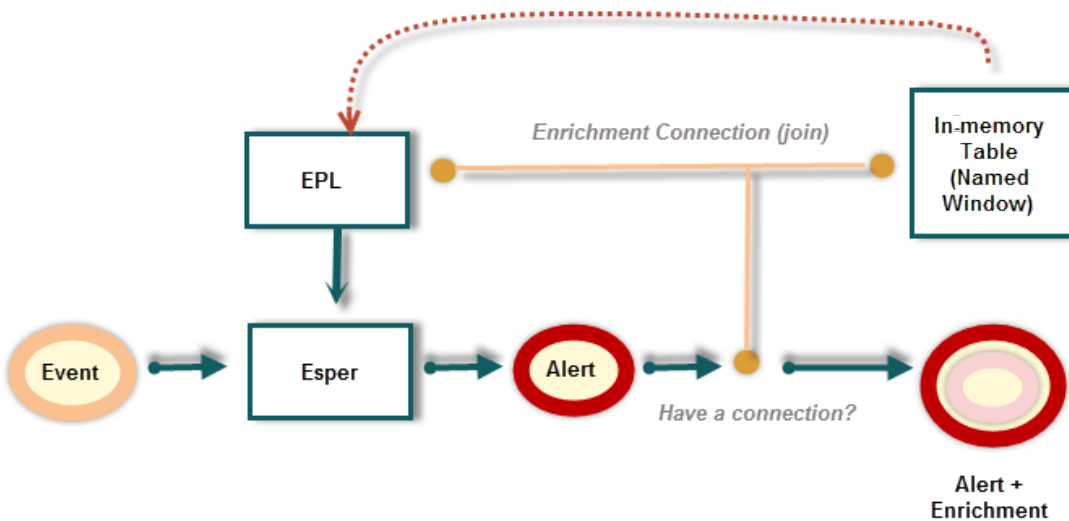 Enrichment Connection (join)
In-memory
Table
(Named
Window)
EPL
Event
Esper
Alert
Have a connection?
Alert +
Enrichment